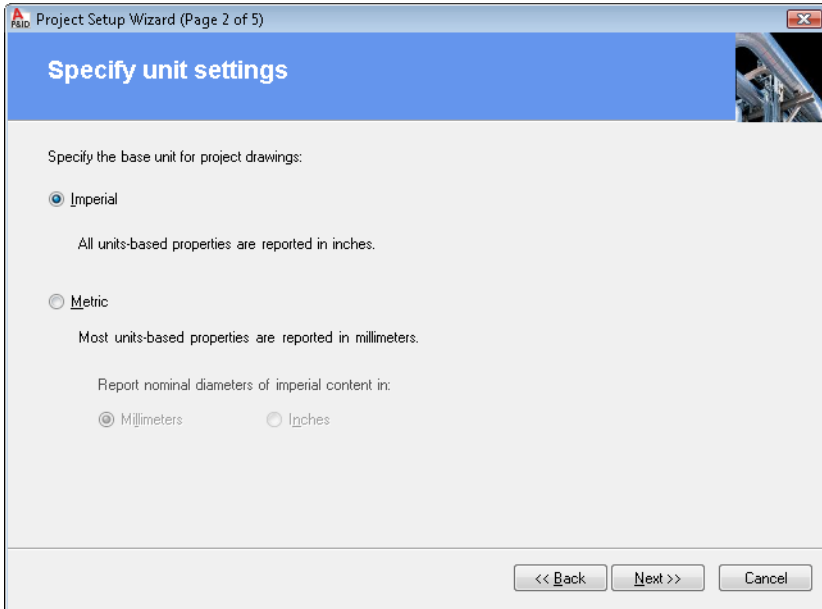 A P&ID Project Setup Wizard (Page 2 of 5)
Specify unit settings
Specify the base unit for project drawings:
Imperial
All units-based properties are reported in inches.
Metric
Most units-based properties are reported in millimeters.
Report nominal diameters of imperial content in:
Millimeters Inches
<< Back Next >> Cancel